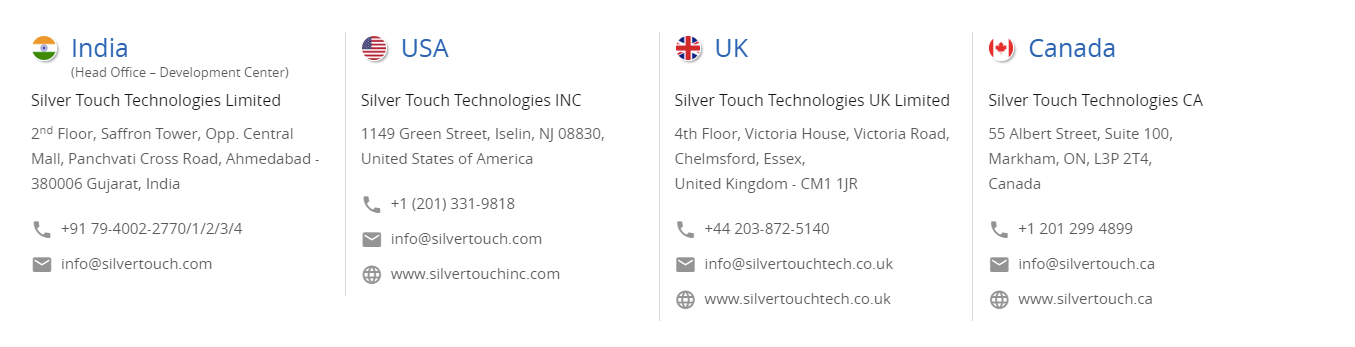 India
(Head Office – Development Center)
Silver Touch Technologies Limited
2nd Floor, Saffron Tower, Opp. Central
Mall, Panchvati Cross Road, Ahmedabad -
380006 Gujarat, India
+91 79-4002-2770/1/2/3/4
info@silvertouch.com
USA
Silver Touch Technologies INC
1149 Green Street, Iselin, NJ 08830,
United States of America
+1 (201) 331-9818
info@silvertouch.com
www.silvertouchinc.com
UK
Silver Touch Technologies UK Limited
4th Floor, Victoria House, Victoria Road,
Chelmsford, Essex,
United Kingdom - CM1 1JR
+44 203-872-5140
info@silvertouchtech.co.uk
www.silvertouchtech.co.uk
Canada
Silver Touch Technologies CA
55 Albert Street, Suite 100,
Markham, ON, L3P 2T4,
Canada
+1 201 299 4899
info@silvertouch.ca
www.silvertouch.ca